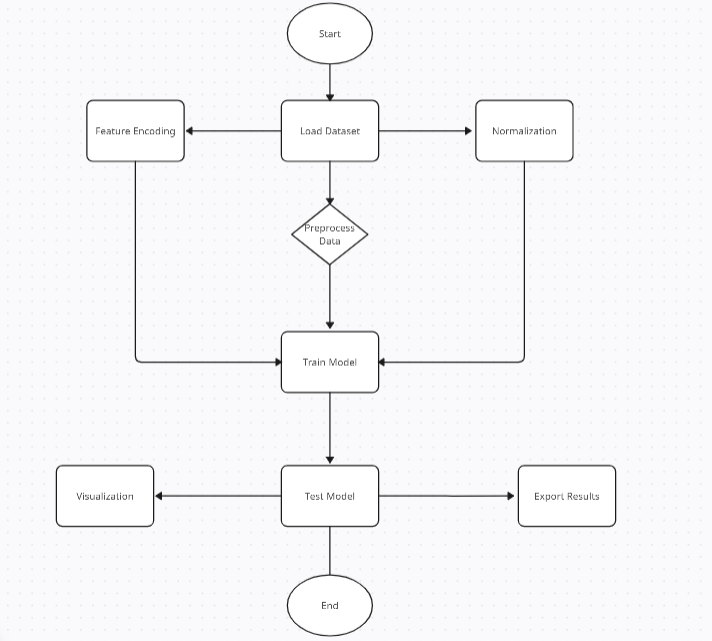 Start
Feature Encoding
Load Dataset
Normalization
Preprocess
Data
Train Model
Visualization
Test Model
Export Results
End